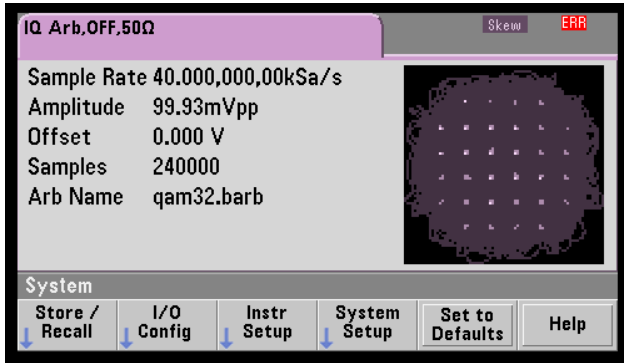 IQ Arb,OFF,50Ω
Skew
ERR
Sample Rate 40.000,000,00kSa/s
Amplitude 99.93mVpp
Offset 0.000 V
Samples 240000
Arb Name qam32.barb
System
Store / Recall
I/O Config
Instr Setup
System Setup
Set to Defaults
Help